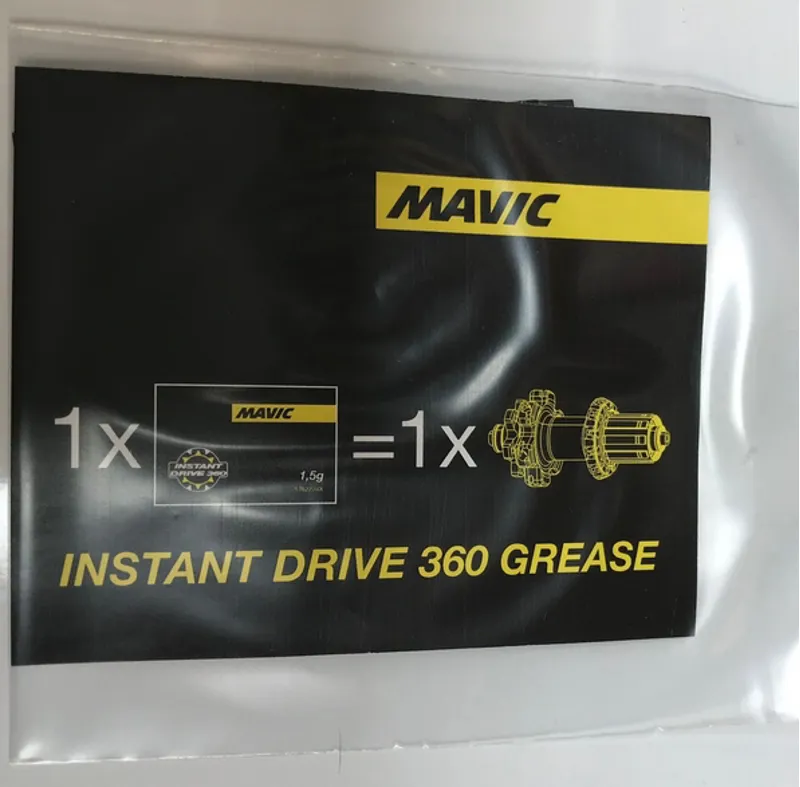 MAVIC
1x
MAVIC
INSTANT
DRIVE 360
1,5g
=1x
INSTANT DRIVE 360 GREASE